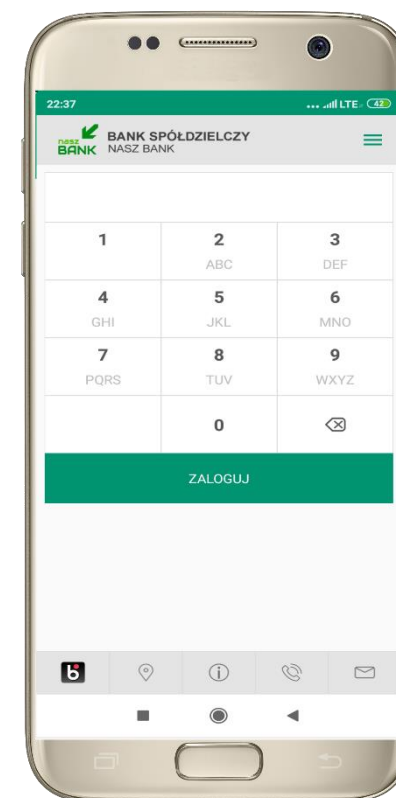 22:37 ... LTE 42
nasz BANK
BANK SPÓŁDZIELCZY
NASZ BANK
1 2 3
ABC DEF
4 5 6
GHI JKL MNO
7 8 9
PQRS TUV WXYZ
0
ZALOGUJ
b i